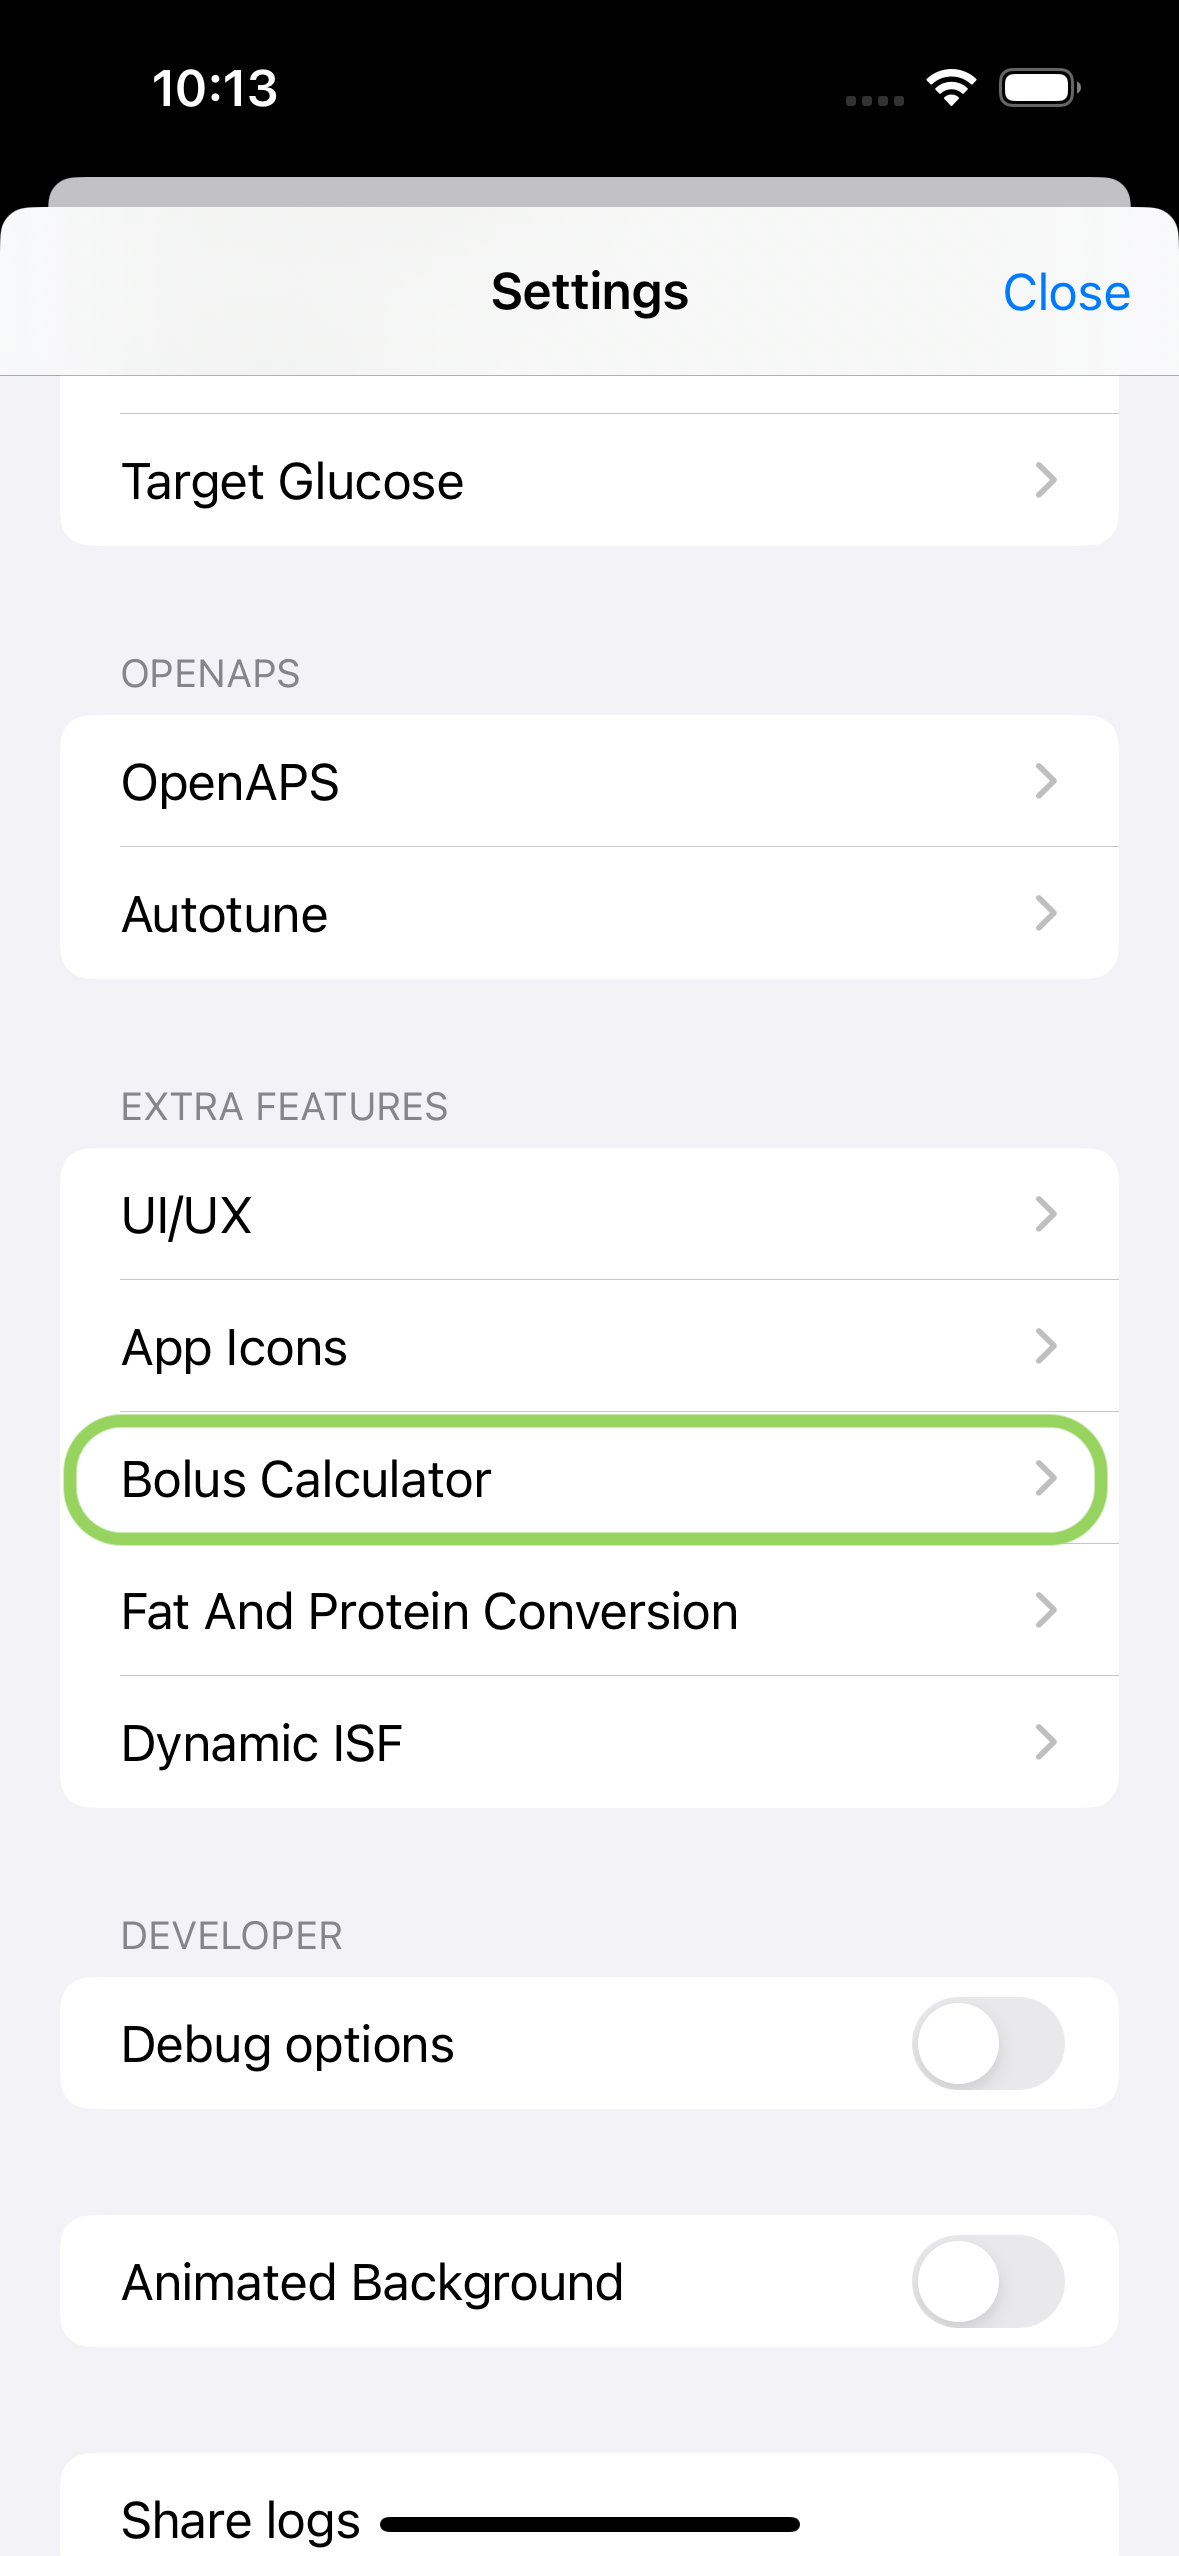 10:13
Settings
Close
Target Glucose
OPENAPS
OpenAPS
Autotune
EXTRA FEATURES
UI/UX
App Icons
Bolus Calculator
Fat And Protein Conversion
Dynamic ISF
DEVELOPER
Debug options
Animated Background
Share logs